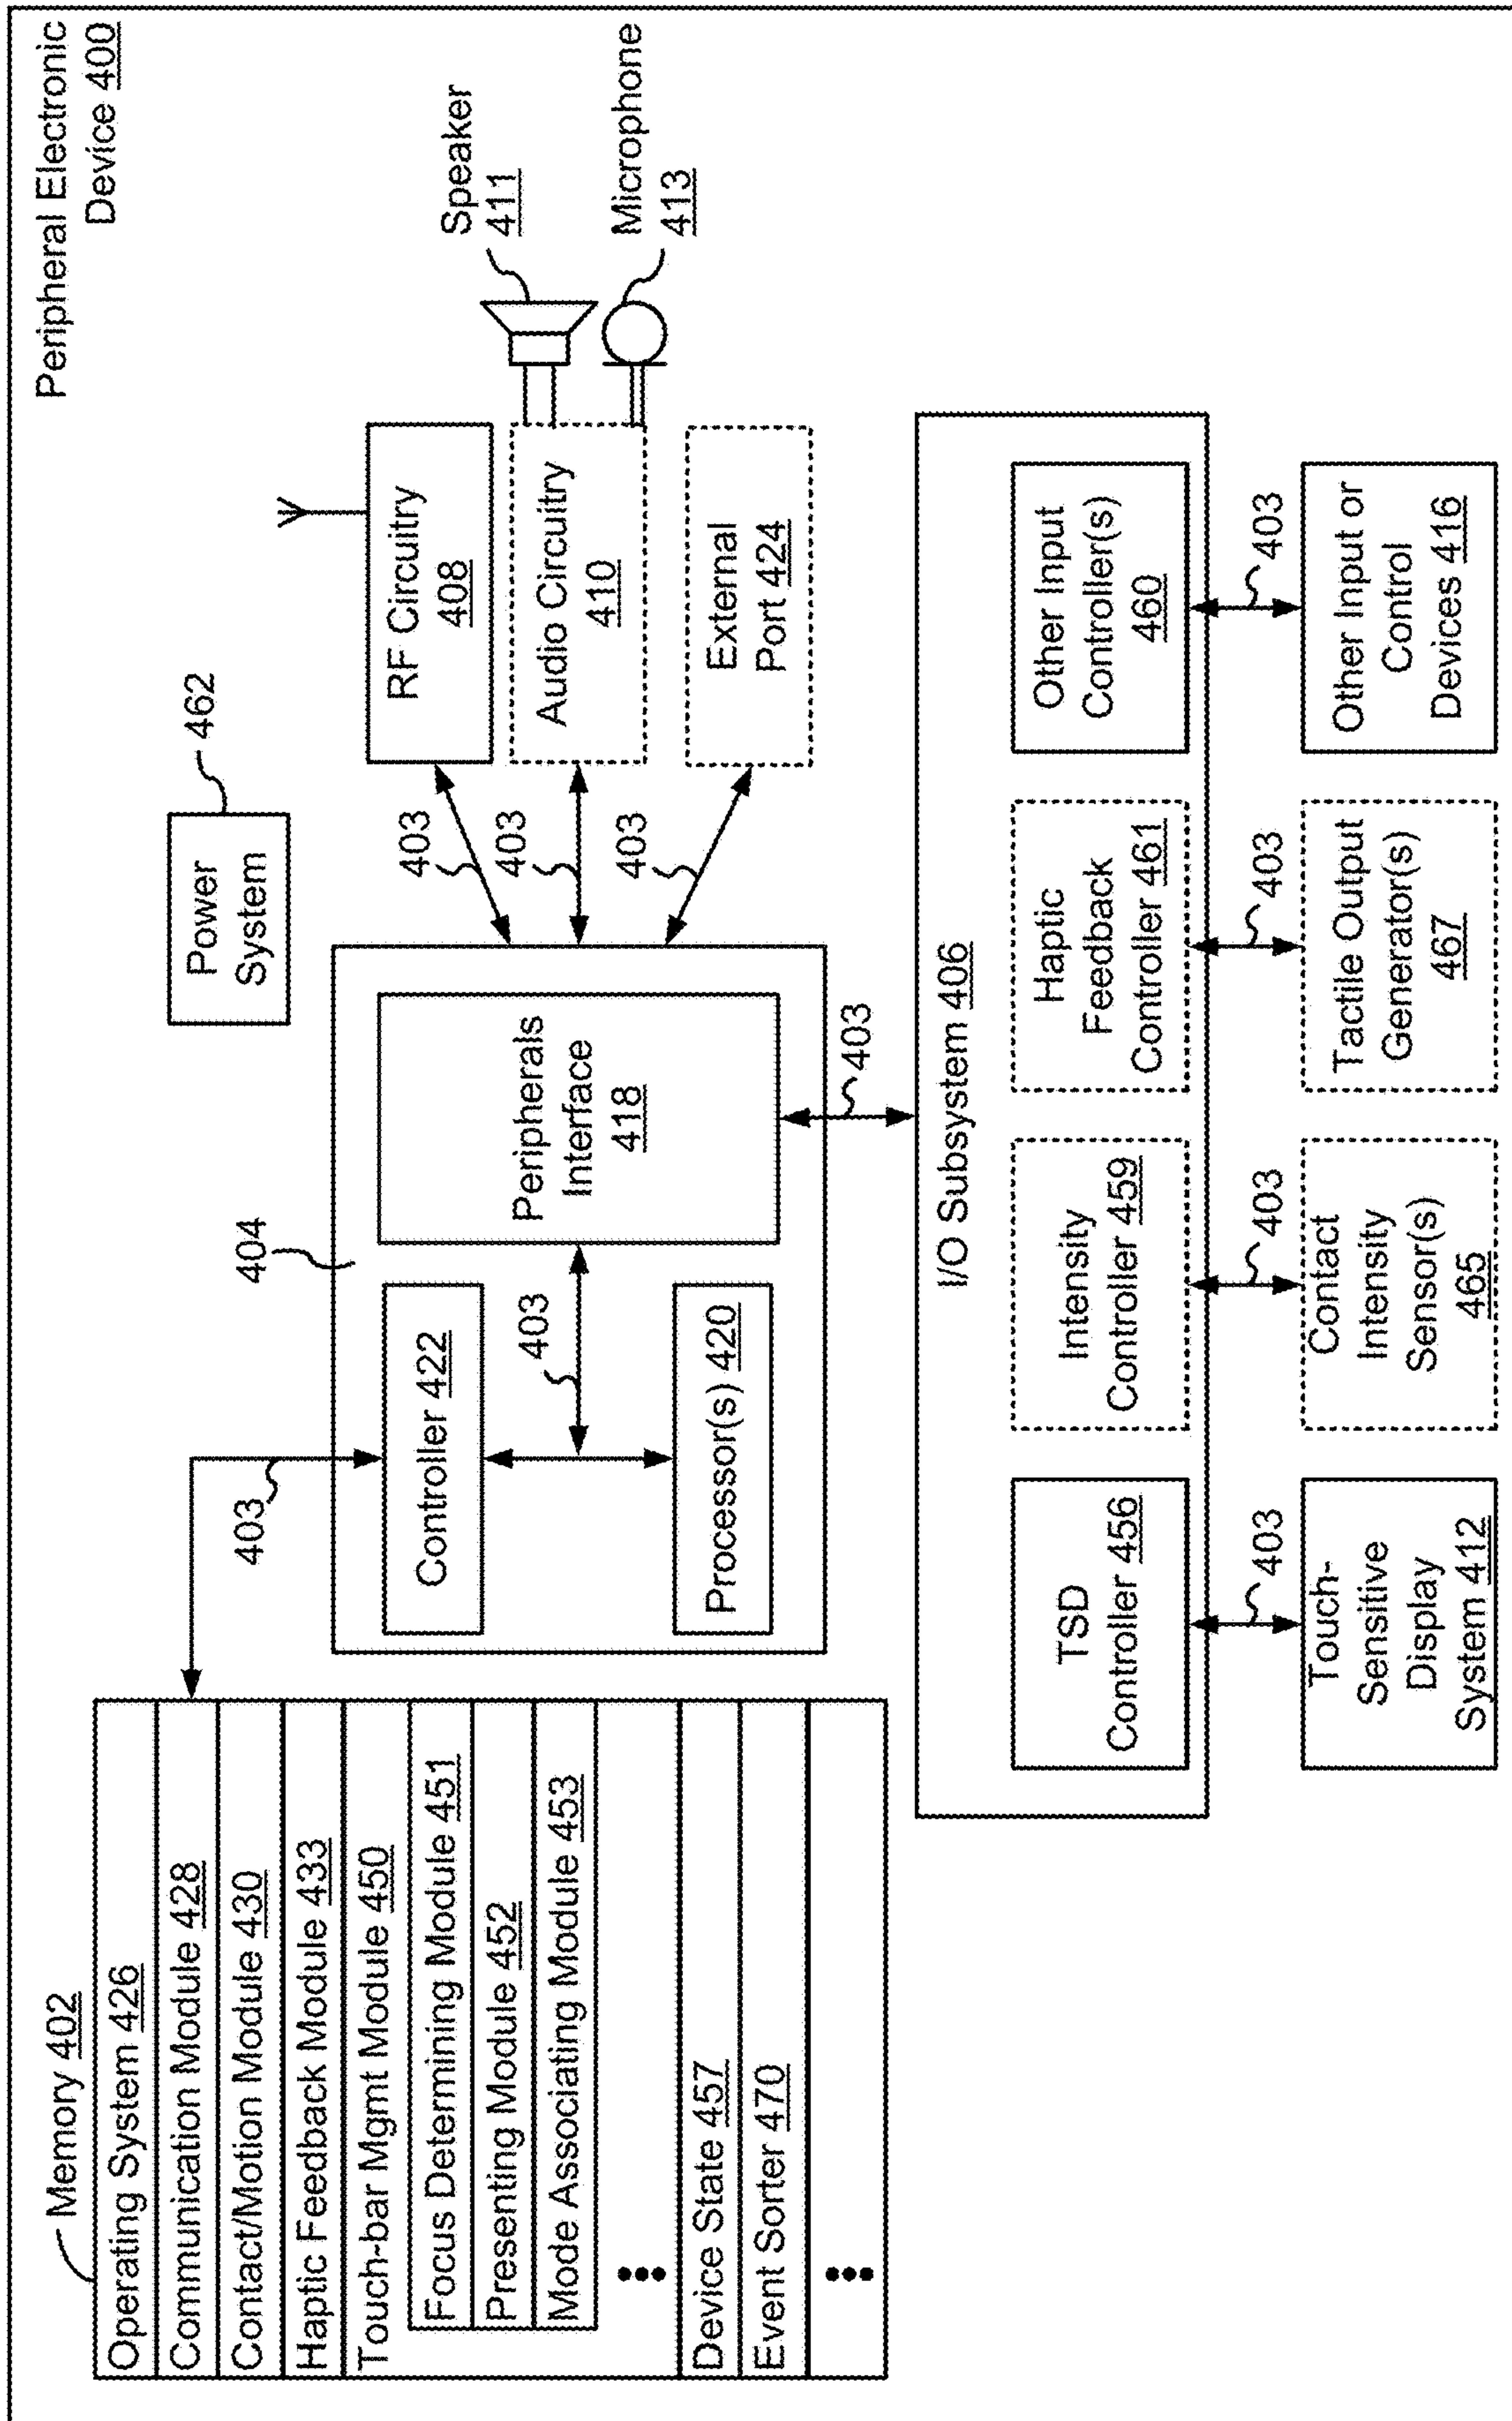 Peripheral Electronic
Device 400
Memory 402
Operating System 426
Communication Module 428
Contact/Motion Module 430
Haptic Feedback Module 433
Touch-bar Mgmt Module 450
Focus Determining Module 451
Presenting Module 452
Mode Associating Module 453
Device State 457
Event Sorter 470
403
404
Controller 422
Processor(s) 420
403
Peripherals
Interface
418
Power
System
462
403
403
403
RF Circuitry
408
Audio Circuitry
410
External
Port 424
Speaker
411
Microphone
413
403
I/O Subsystem 406
TSD
Controller 456
Intensity
Controller 459
Haptic
Feedback
Controller 461
Other Input
Controller(s)
460
403
403
403
403
Touch-
Sensitive
Display
System 412
Contact
Intensity
Sensor(s)
465
Tactile Output
Generator(s)
467
Other Input or
Control
Devices 416